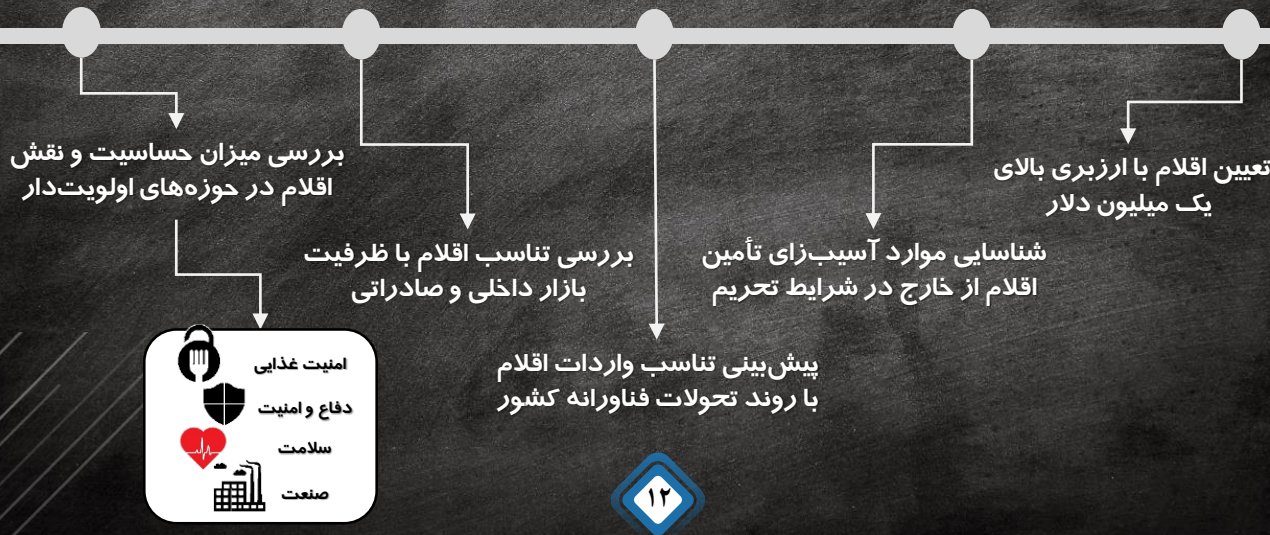 تعیین اقلام با ارزبری بالای
یک میلیون دلار
شناسایی موارد آسیب‌زای تأمین
اقلام از خارج در شرایط تحریم
پیش‌بینی تناسب واردات اقلام
با روند تحولات فناورانه کشور
بررسی تناسب اقلام با ظرفیت
بازار داخلی و صادراتی
بررسی میزان حساسیت و نقش
اقلام در حوزه‌های اولویت‌دار
امنیت غذایی
دفاع و امنیت
سلامت
صنعت
۱۲